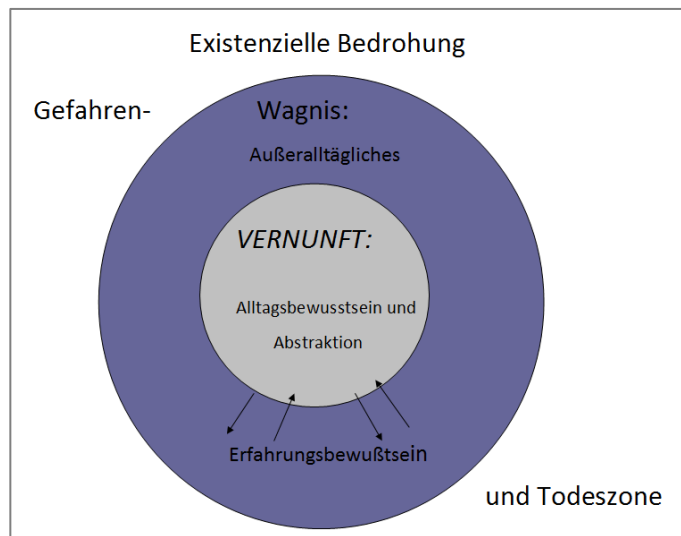 Existenzielle Bedrohung
Gefahren-
Wagnis:
Außeralltägliches
VERNUNFT:
Alltagsbewusstsein und
Abstraktion
Erfahrungsbewußtsein
und Todeszone